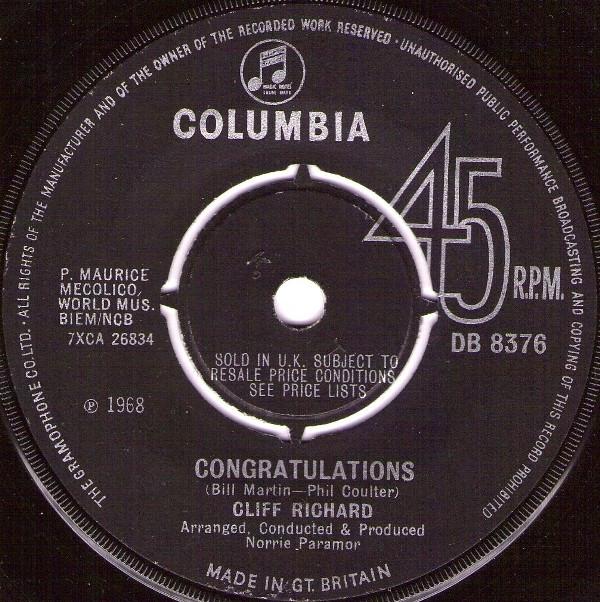 THE GRAMOPHONE CO. LTD. · ALL RIGHTS OF THE MANUFACTURER AND OF THE OWNER OF THE RECORDED WORK RESERVED · UNAUTHORISED PUBLIC PERFORMANCE BROADCASTING AND COPYING OF THIS RECORD PROHIBITED
MAGIC NOTES
TRADE MARK
COLUMBIA
45
R.P.M.
P. MAURICE
MECOLICO,
WORLD MUS.
BIEM/NCB
7XCA 26834
DB 8376
SOLD IN U.K. SUBJECT TO
RESALE PRICE CONDITIONS
SEE PRICE LISTS
℗ 1968
CONGRATULATIONS
(Bill Martin—Phil Coulter)
CLIFF RICHARD
Arranged, Conducted & Produced
Norrie Paramor
MADE IN GT. BRITAIN